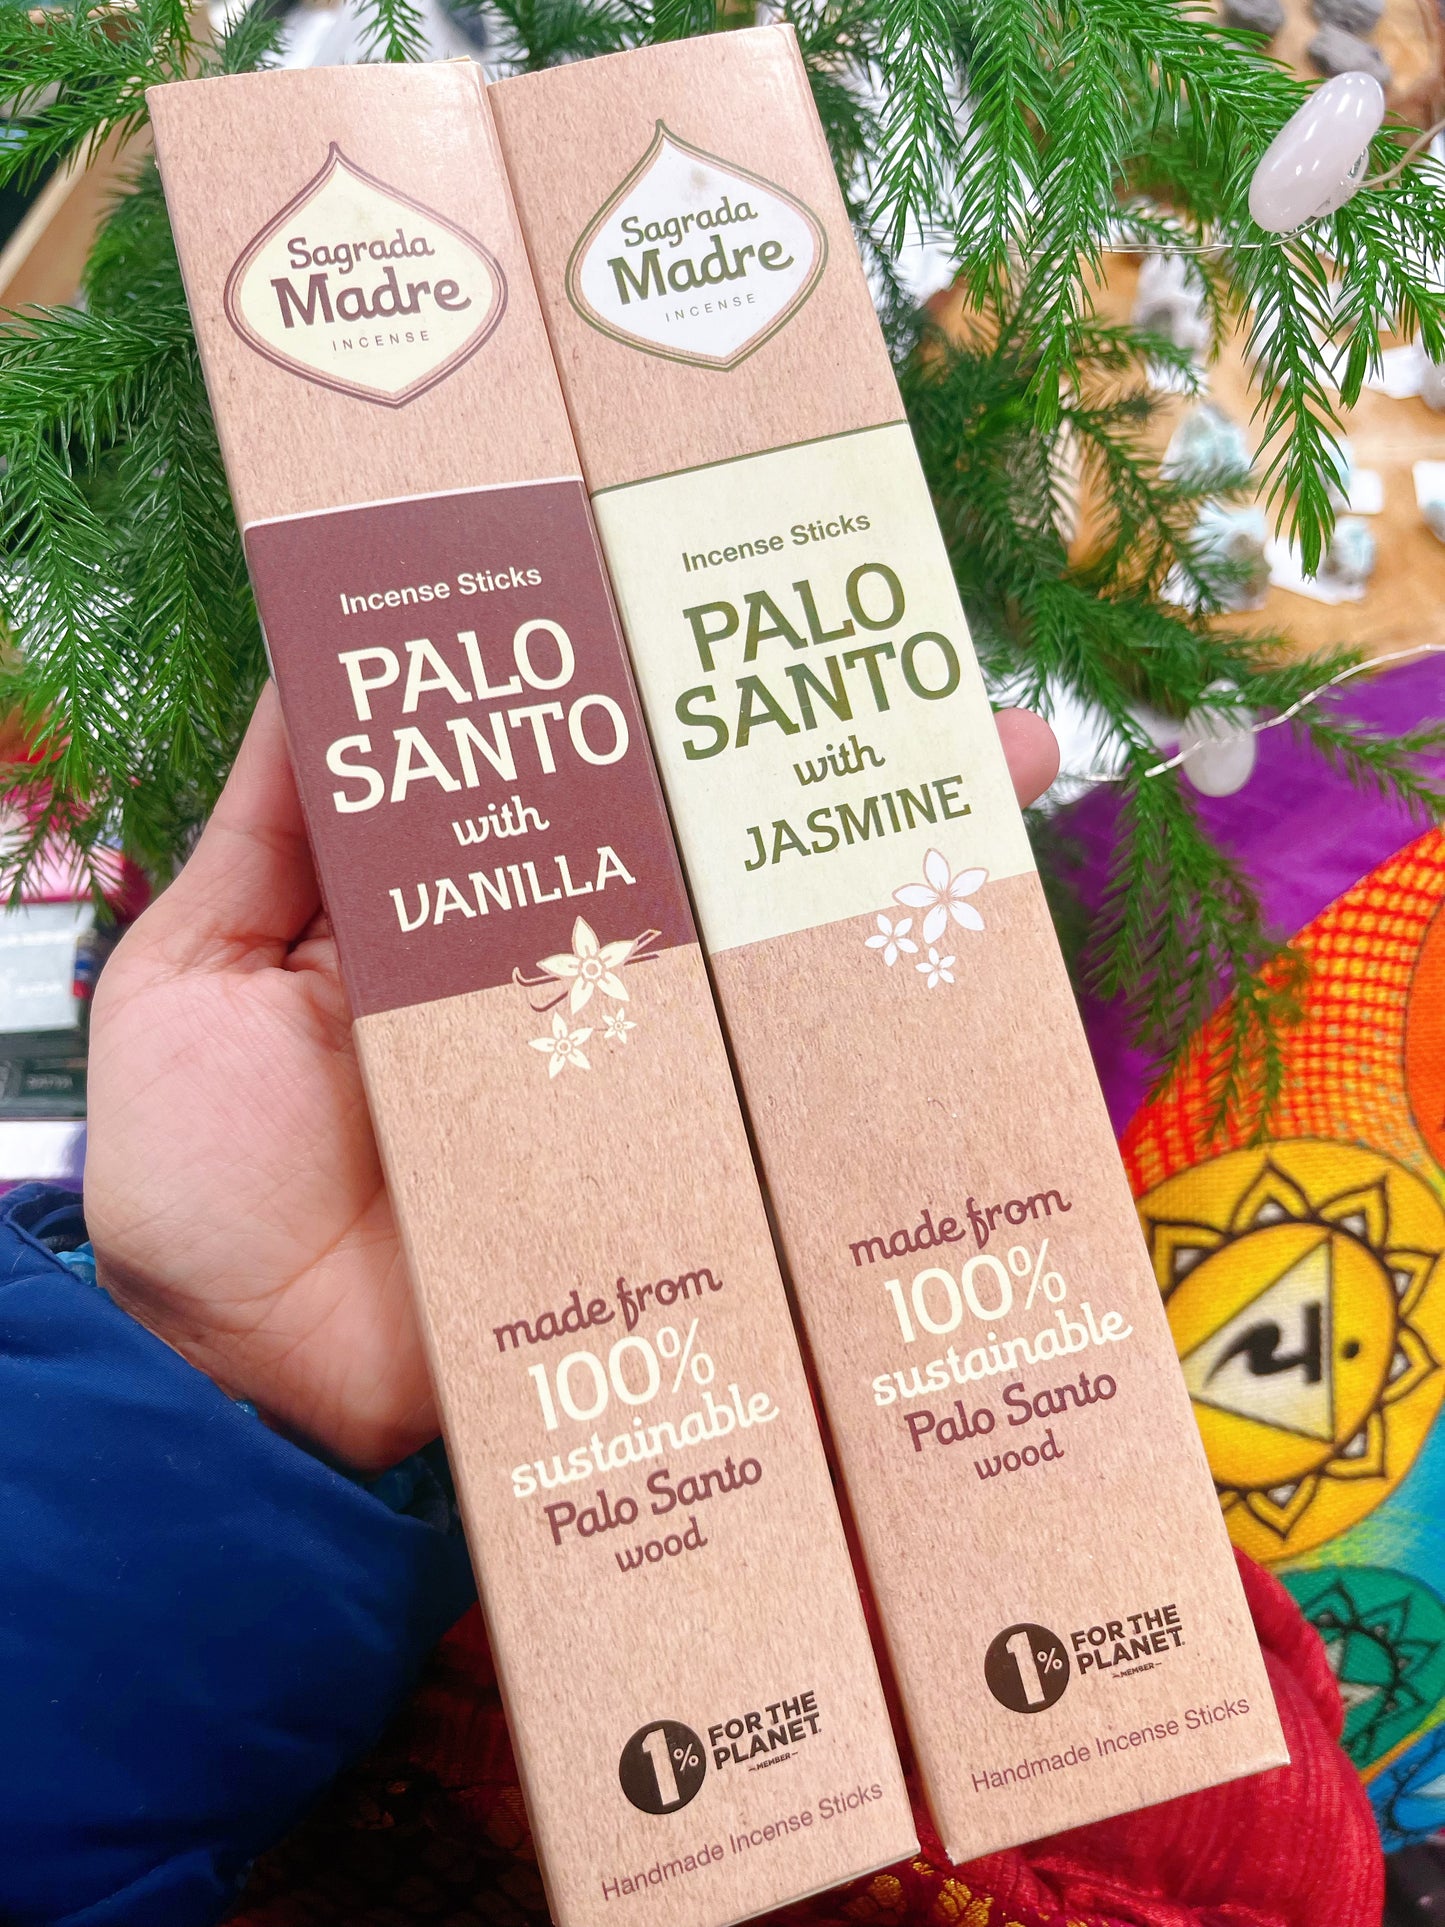 Sagrada
Madre
INCENSE
Incense Sticks
PALO
SANTO
with
VANILLA
made from
100%
sustainable
Palo Santo
wood
1%
FOR THE
PLANET
MEMBER
Handmade Incense Sticks
Sagrada
Madre
INCENSE
Incense Sticks
PALO
SANTO
with
JASMINE
made from
100%
sustainable
Palo Santo
wood
1%
FOR THE
PLANET
MEMBER
Handmade Incense Sticks